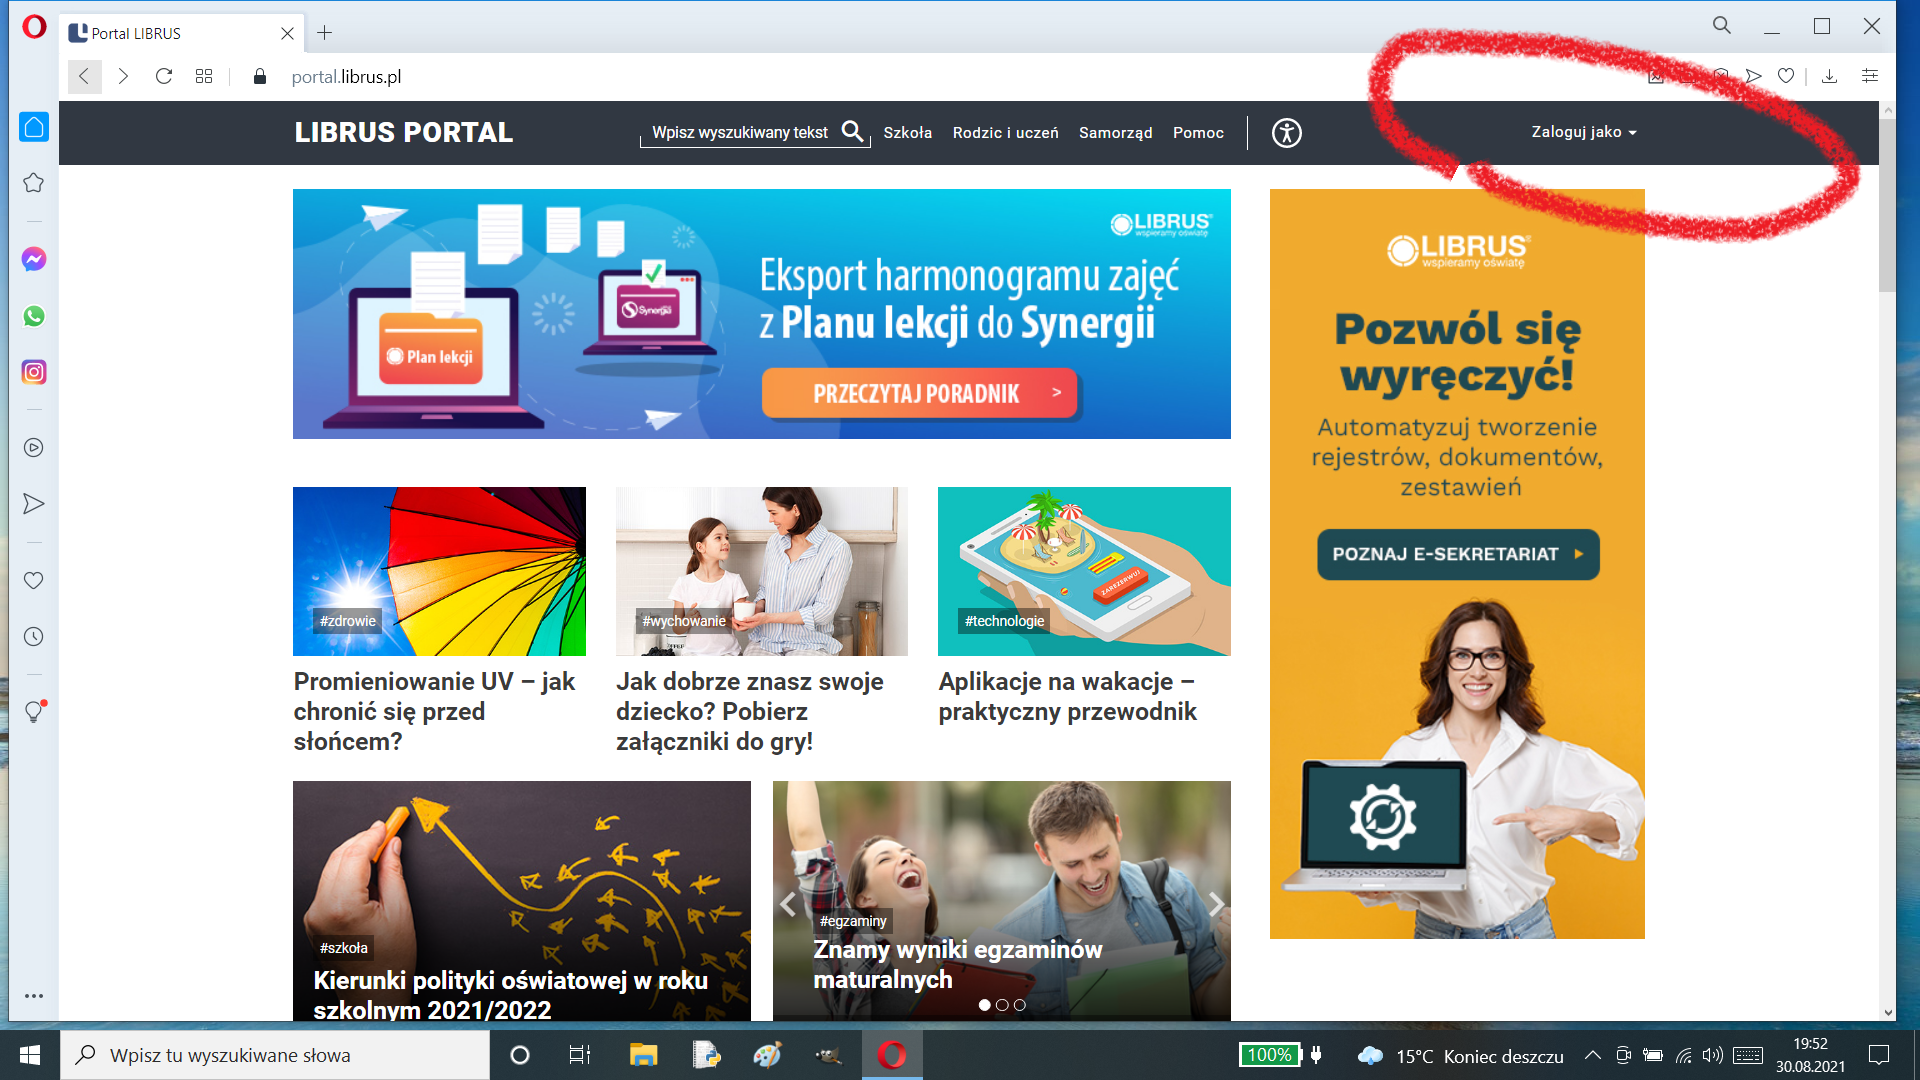 Portal LIBRUS
portal.librus.pl
LIBRUS PORTAL
Wpisz wyszukiwany tekst
Szkoła
Rodzic i uczeń
Samorząd
Pomoc
Zaloguj jako
LIBRUS
wspieramy oświatę
Eksport harmonogramu zajęć
z Planu lekcji do Synergii
PRZECZYTAJ PORADNIK >
Plan lekcji
Synergia
LIBRUS
wspieramy oświatę
Pozwól się
wyręczyć!
Automatyzuj tworzenie
rejestrów, dokumentów,
zestawień
POZNAJ E-SEKRETARIAT
#zdrowie
Promieniowanie UV – jak
chronić się przed
słońcem?
#wychowanie
Jak dobrze znasz swoje
dziecko? Pobierz
załączniki do gry!
ZAREZERWUJ
#technologie
Aplikacje na wakacje –
praktyczny przewodnik
#szkoła
Kierunki polityki oświatowej w roku
szkolnym 2021/2022
#egzaminy
Znamy wyniki egzaminów
maturalnych
Wpisz tu wyszukiwane słowa
100%
15°C Koniec deszczu
19:52
30.08.2021